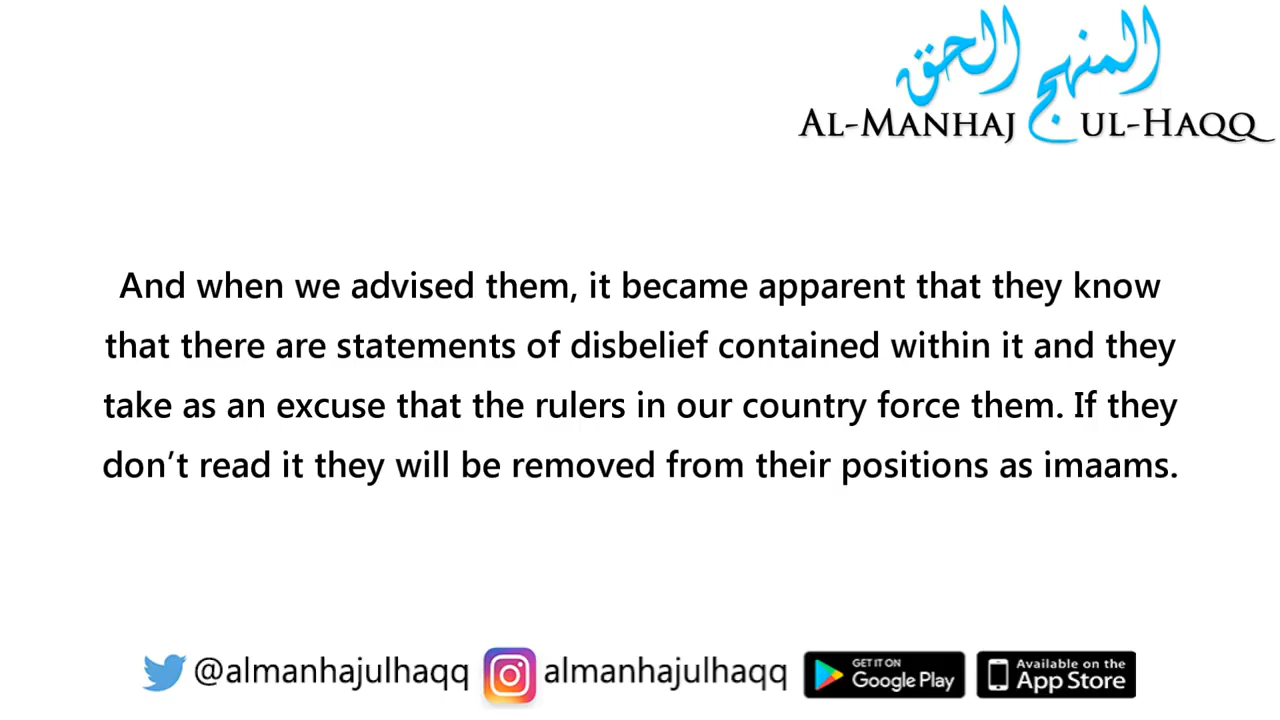 المنهج الحق
AL-MANHAJ UL-HAQQ
And when we advised them, it became apparent that they know
that there are statements of disbelief contained within it and they
take as an excuse that the rulers in our country force them. If they
don’t read it they will be removed from their positions as imaams.
@almanhajulhaqq almanhajulhaqq GET IT ON Google Play Available on the App Store